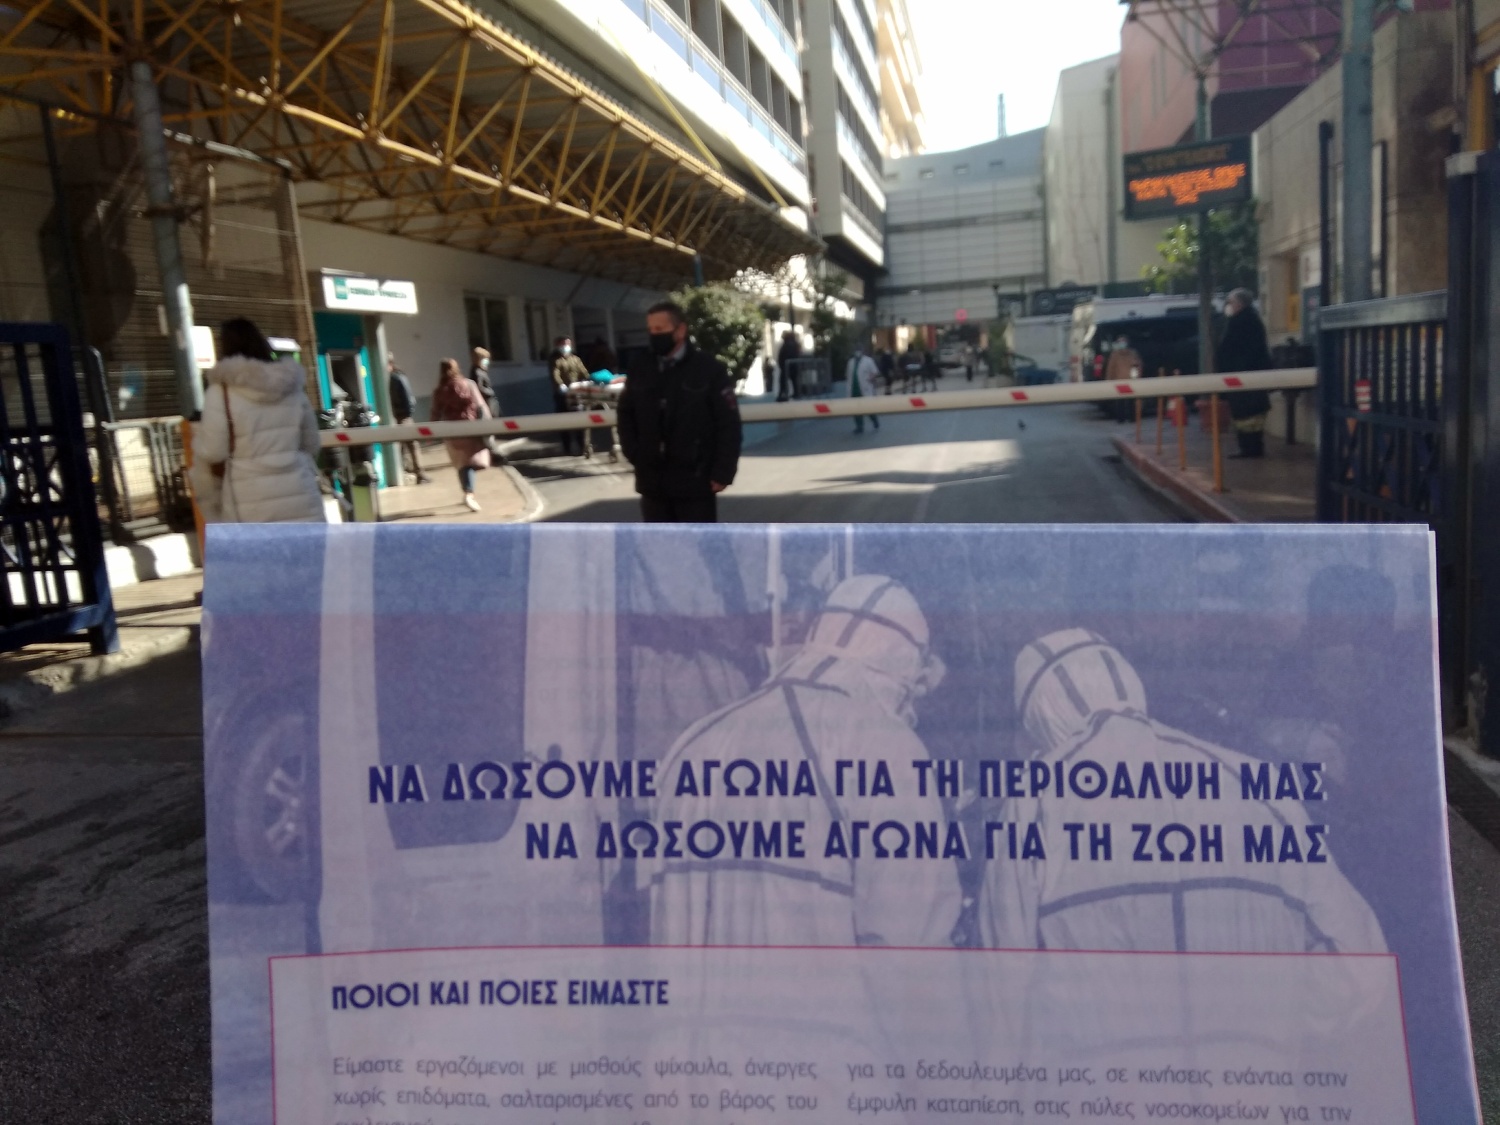 ΝΑ ΔΩΣΟΥΜΕ ΑΓΩΝΑ ΓΙΑ ΤΗ ΠΕΡΙΘΑΛΨΗ ΜΑΣ
ΝΑ ΔΩΣΟΥΜΕ ΑΓΩΝΑ ΓΙΑ ΤΗ ΖΩΗ ΜΑΣ
ΠΟΙΟΙ ΚΑΙ ΠΟΙΕΣ ΕΙΜΑΣΤΕ
Είμαστε εργαζόμενοι με μισθούς ψίχουλα, άνεργες
χωρίς επιδόματα, σαλταρισμένες από το βάρος του
για τα δεδουλευμένα μας, σε κινήσεις ενάντια στην
έμφυλη καταπίεση, στις πύλες νοσοκομείων για την